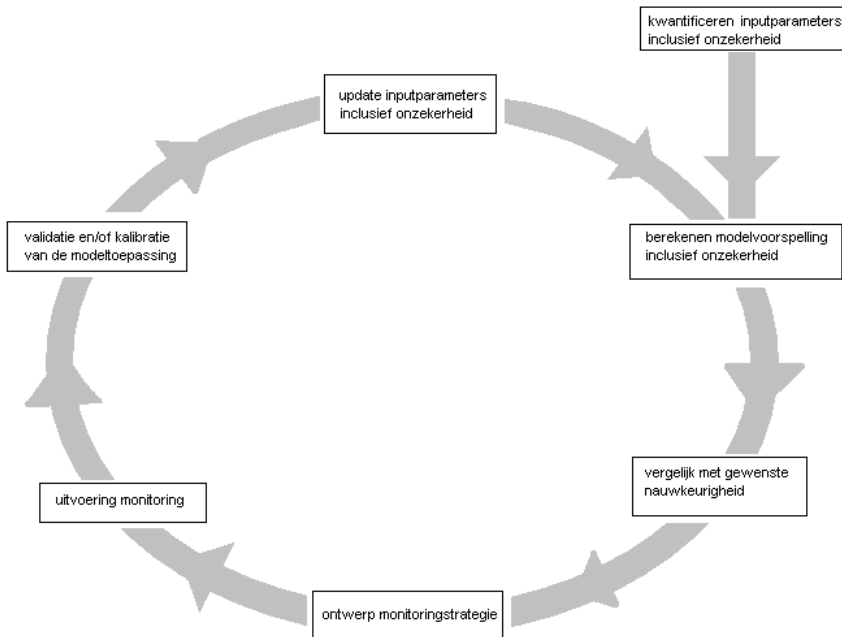 kwantificeren inputparameters
inclusief onzekerheid
update inputparameters
inclusief onzekerheid
berekenen modelvoorspelling
inclusief onzekerheid
validatie en/of kalibratie
van de modeltoepassing
vergelijk met gewenste
nauwkeurigheid
uitvoering monitoring
ontwerp monitoringstrategie